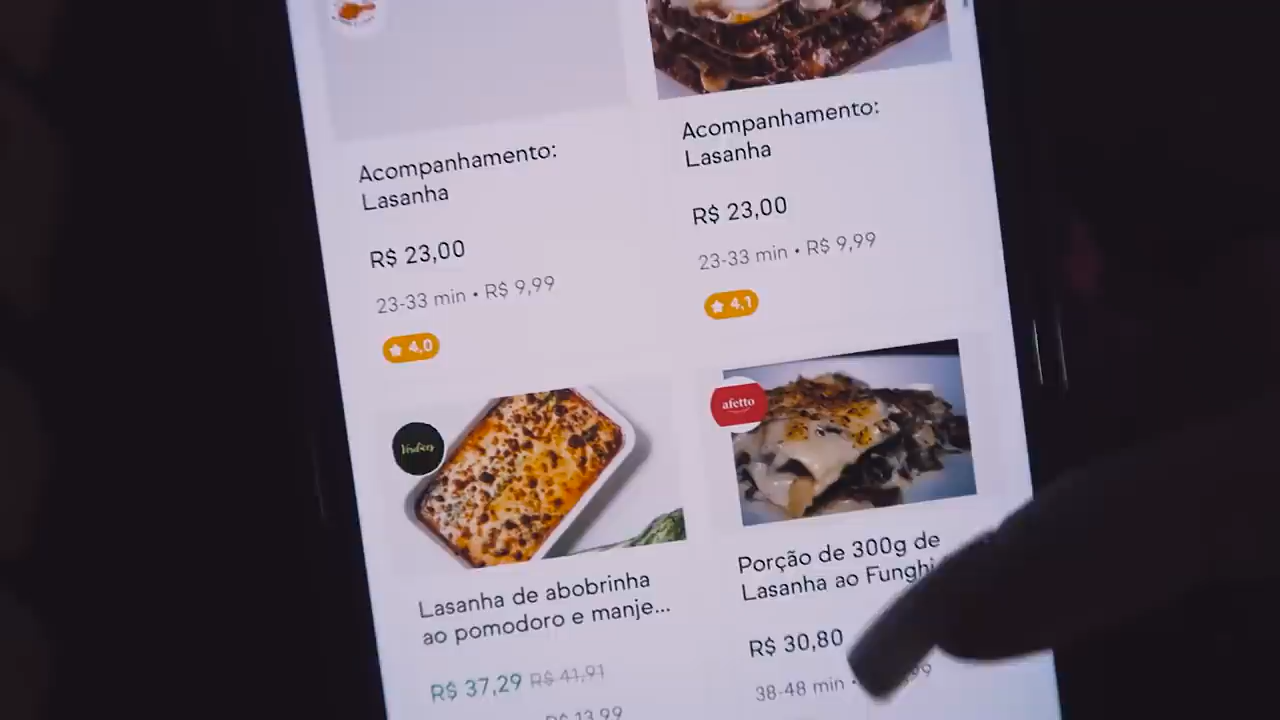 Acompanhamento:
Lasanha
R$ 23,00
23-33 min • R$ 9,99
4,0
Acompanhamento:
Lasanha
R$ 23,00
23-33 min • R$ 9,99
4,1
Lasanha de abobrinha
ao pomodoro e manje...
R$ 37,29 R$ 41,91
R$ 13,99
afetto
Porção de 300g de
Lasanha ao Funghi
R$ 30,80
38-48 min •